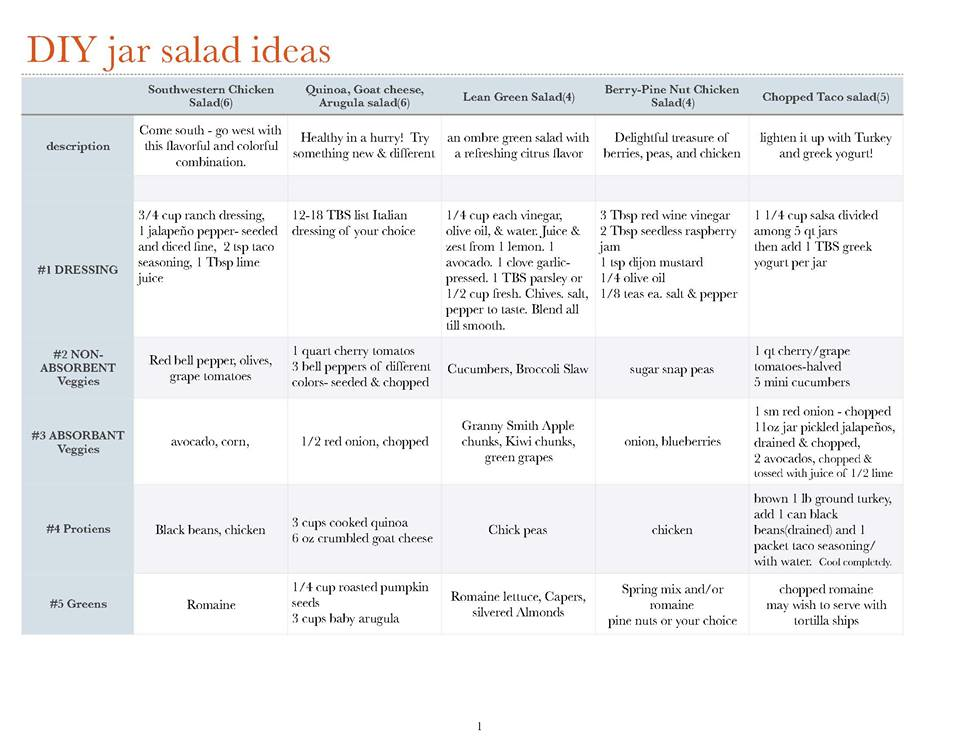 DIY jar salad ideas
Southwestern Chicken
Salad(6)
Quinoa, Goat cheese,
Arugula salad(6)
Lean Green Salad(4)
Berry-Pine Nut Chicken
Salad(4)
Chopped Taco salad(5)
description
Come south - go west with
this flavorful and colorful
combination.
Healthy in a hurry! Try
something new & different
an ombre green salad with
a refreshing citrus flavor
Delightful treasure of
berries, peas, and chicken
lighten it up with Turkey
and greek yogurt!
#1 DRESSING
3/4 cup ranch dressing,
1 jalapeño pepper- seeded
and diced fine, 2 tsp taco
seasoning, 1 Tbsp lime
juice
12-18 TBS list Italian
dressing of your choice
1/4 cup each vinegar,
olive oil, & water. Juice &
zest from 1 lemon. 1
avocado. 1 clove garlic-
pressed. 1 TBS parsley or
1/2 cup fresh. Chives. salt,
pepper to taste. Blend all
till smooth.
3 Tbsp red wine vinegar
2 Tbsp seedless raspberry
jam
1 tsp dijon mustard
1/4 olive oil
1/8 teas ea. salt & pepper
1 1/4 cup salsa divided
among 5 qt jars
then add 1 TBS greek
yogurt per jar
#2 NON-
ABSORBENT
Veggies
Red bell pepper, olives,
grape tomatoes
1 quart cherry tomatos
3 bell peppers of different
colors- seeded & chopped
Cucumbers, Broccoli Slaw
sugar snap peas
1 qt cherry/grape
tomatoes-halved
5 mini cucumbers
#3 ABSORBANT
Veggies
avocado, corn,
1/2 red onion, chopped
Granny Smith Apple
chunks, Kiwi chunks,
green grapes
onion, blueberries
1 sm red onion - chopped
11oz jar pickled jalapeños,
drained & chopped,
2 avocados, chopped &
tossed with juice of 1/2 lime
#4 Protiens
Black beans, chicken
3 cups cooked quinoa
6 oz crumbled goat cheese
Chick peas
chicken
brown 1 lb ground turkey,
add 1 can black
beans(drained) and 1
packet taco seasoning/
with water. Cool completely.
#5 Greens
Romaine
1/4 cup roasted pumpkin
seeds
3 cups baby arugula
Romaine lettuce, Capers,
silvered Almonds
Spring mix and/or
romaine
pine nuts or your choice
chopped romaine
may wish to serve with
tortilla ships
1